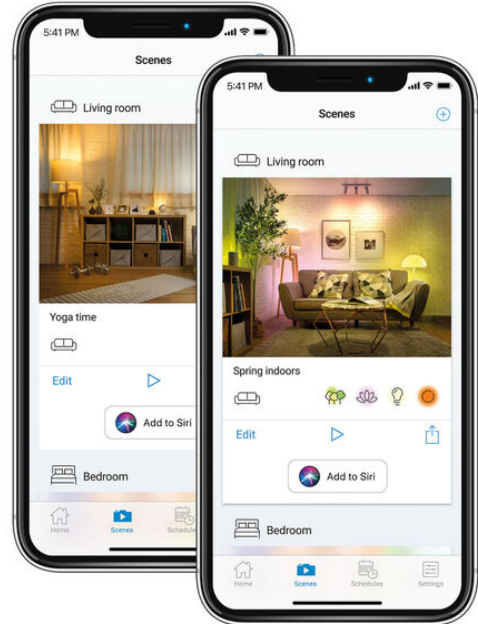 5:41 PM
Scenes
Living room
Yoga time
Edit
Add to Siri
Bedroom
Home
Scenes
Schedules
5:41 PM
Scenes
Living room
Spring indoors
Edit
Add to Siri
Bedroom
Home
Scenes
Schedules
Settings